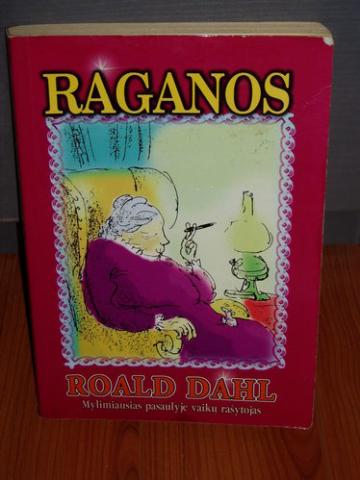 RAGANOS
ROALD DAHL
Mylimiausias pasaulyje vaikų rašytojas